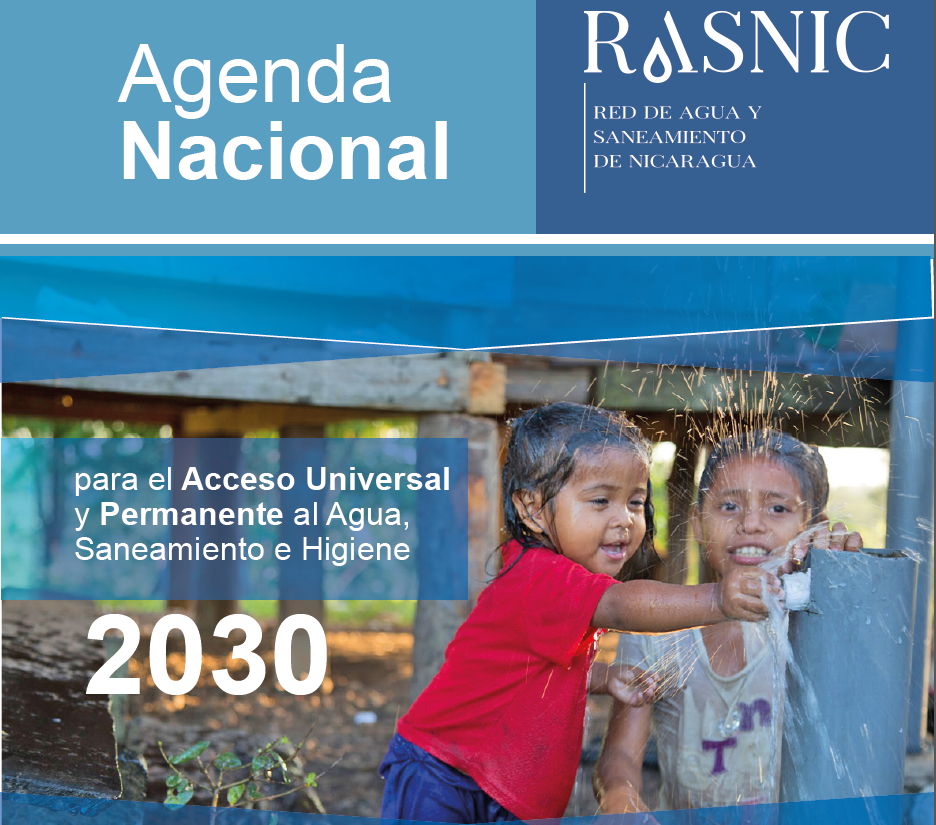 Agenda
Nacional
RASNIC
RED DE AGUA Y
SANEAMIENTO
DE NICARAGUA
para el Acceso Universal
y Permanente al Agua,
Saneamiento e Higiene
2030